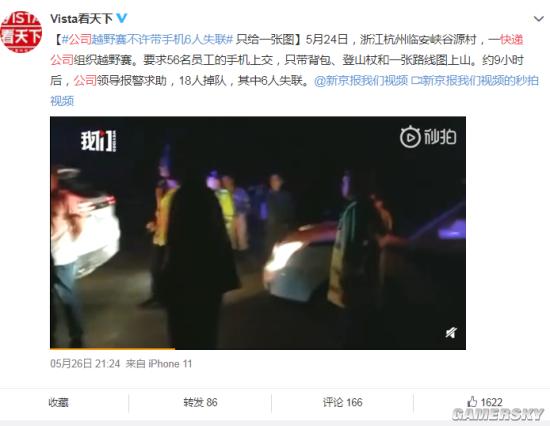 VISTA
看天下
Vista看天下
【#公司越野赛不许带手机6人失联# 只给一张图】5月24日，浙江杭州临安峡谷源村，一快递
公司组织越野赛。要求56名员工的手机上交，只带背包、登山杖和一张路线图上山。约9小时
后，公司领导报警求助，18人掉队，其中6人失联。@新京报我们视频 新京报我们视频的秒拍
视频
我们
秒拍
05月26日 21:24 来自 iPhone 11
收藏
转发 86
评论 166
1622
GAMERSKY